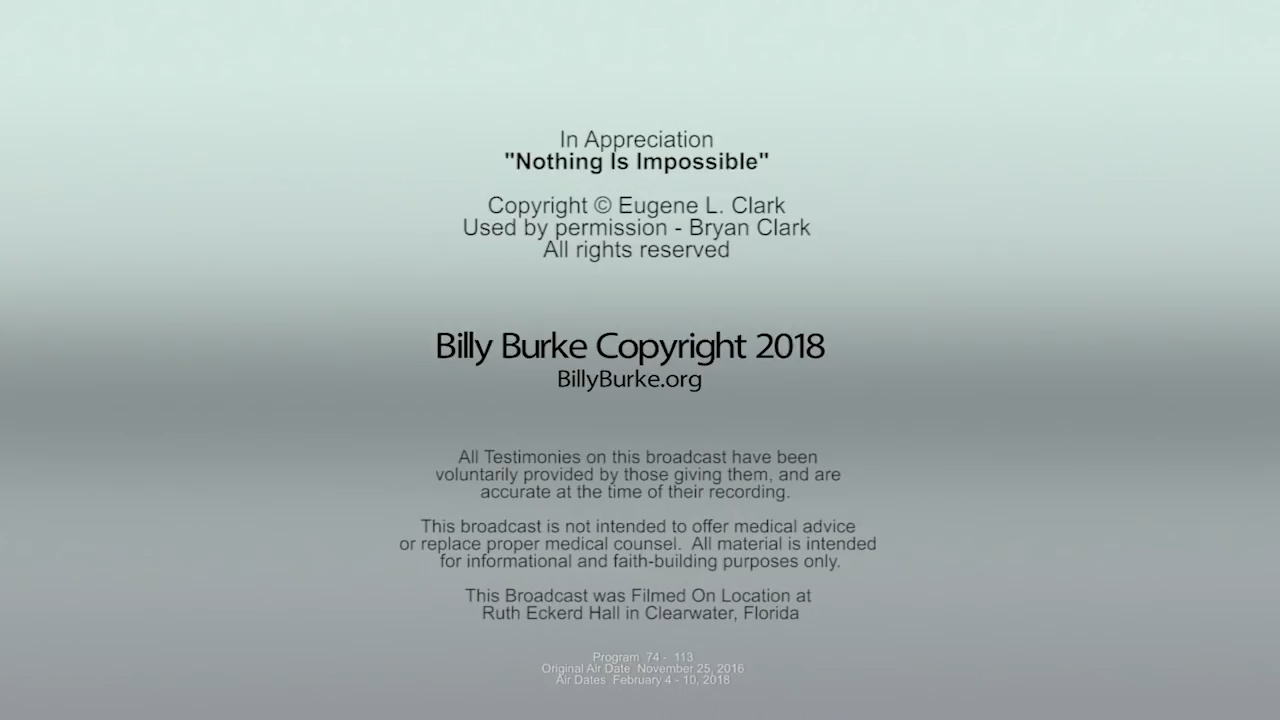 In Appreciation
"Nothing Is Impossible"
Copyright © Eugene L. Clark
Used by permission - Bryan Clark
All rights reserved
Billy Burke Copyright 2018
BillyBurke.org
All Testimonies on this broadcast have been
voluntarily provided by those giving them, and are
accurate at the time of their recording.
This broadcast is not intended to offer medical advice
or replace proper medical counsel.  All material is intended
for informational and faith-building purposes only.
This Broadcast was Filmed On Location at
Ruth Eckerd Hall in Clearwater, Florida
Program  74 -  113
Original Air Date  November 25, 2016
Air Dates  February 4 - 10, 2018